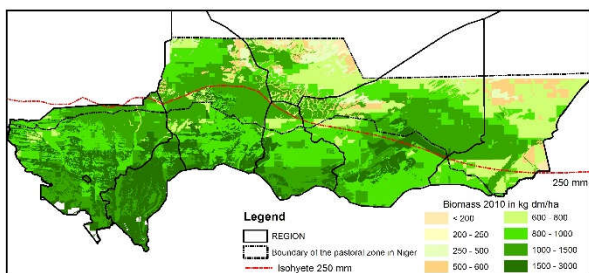 250 mm
Biomass 2010 in kg dm/ha
Legend
< 200
600 - 800
REGION
200 - 250
800 - 1000
Boundary of the pastoral zone in Niger
250 - 500
1000 - 1500
Isohyete 250 mm
500 - 600
1500 - 3000